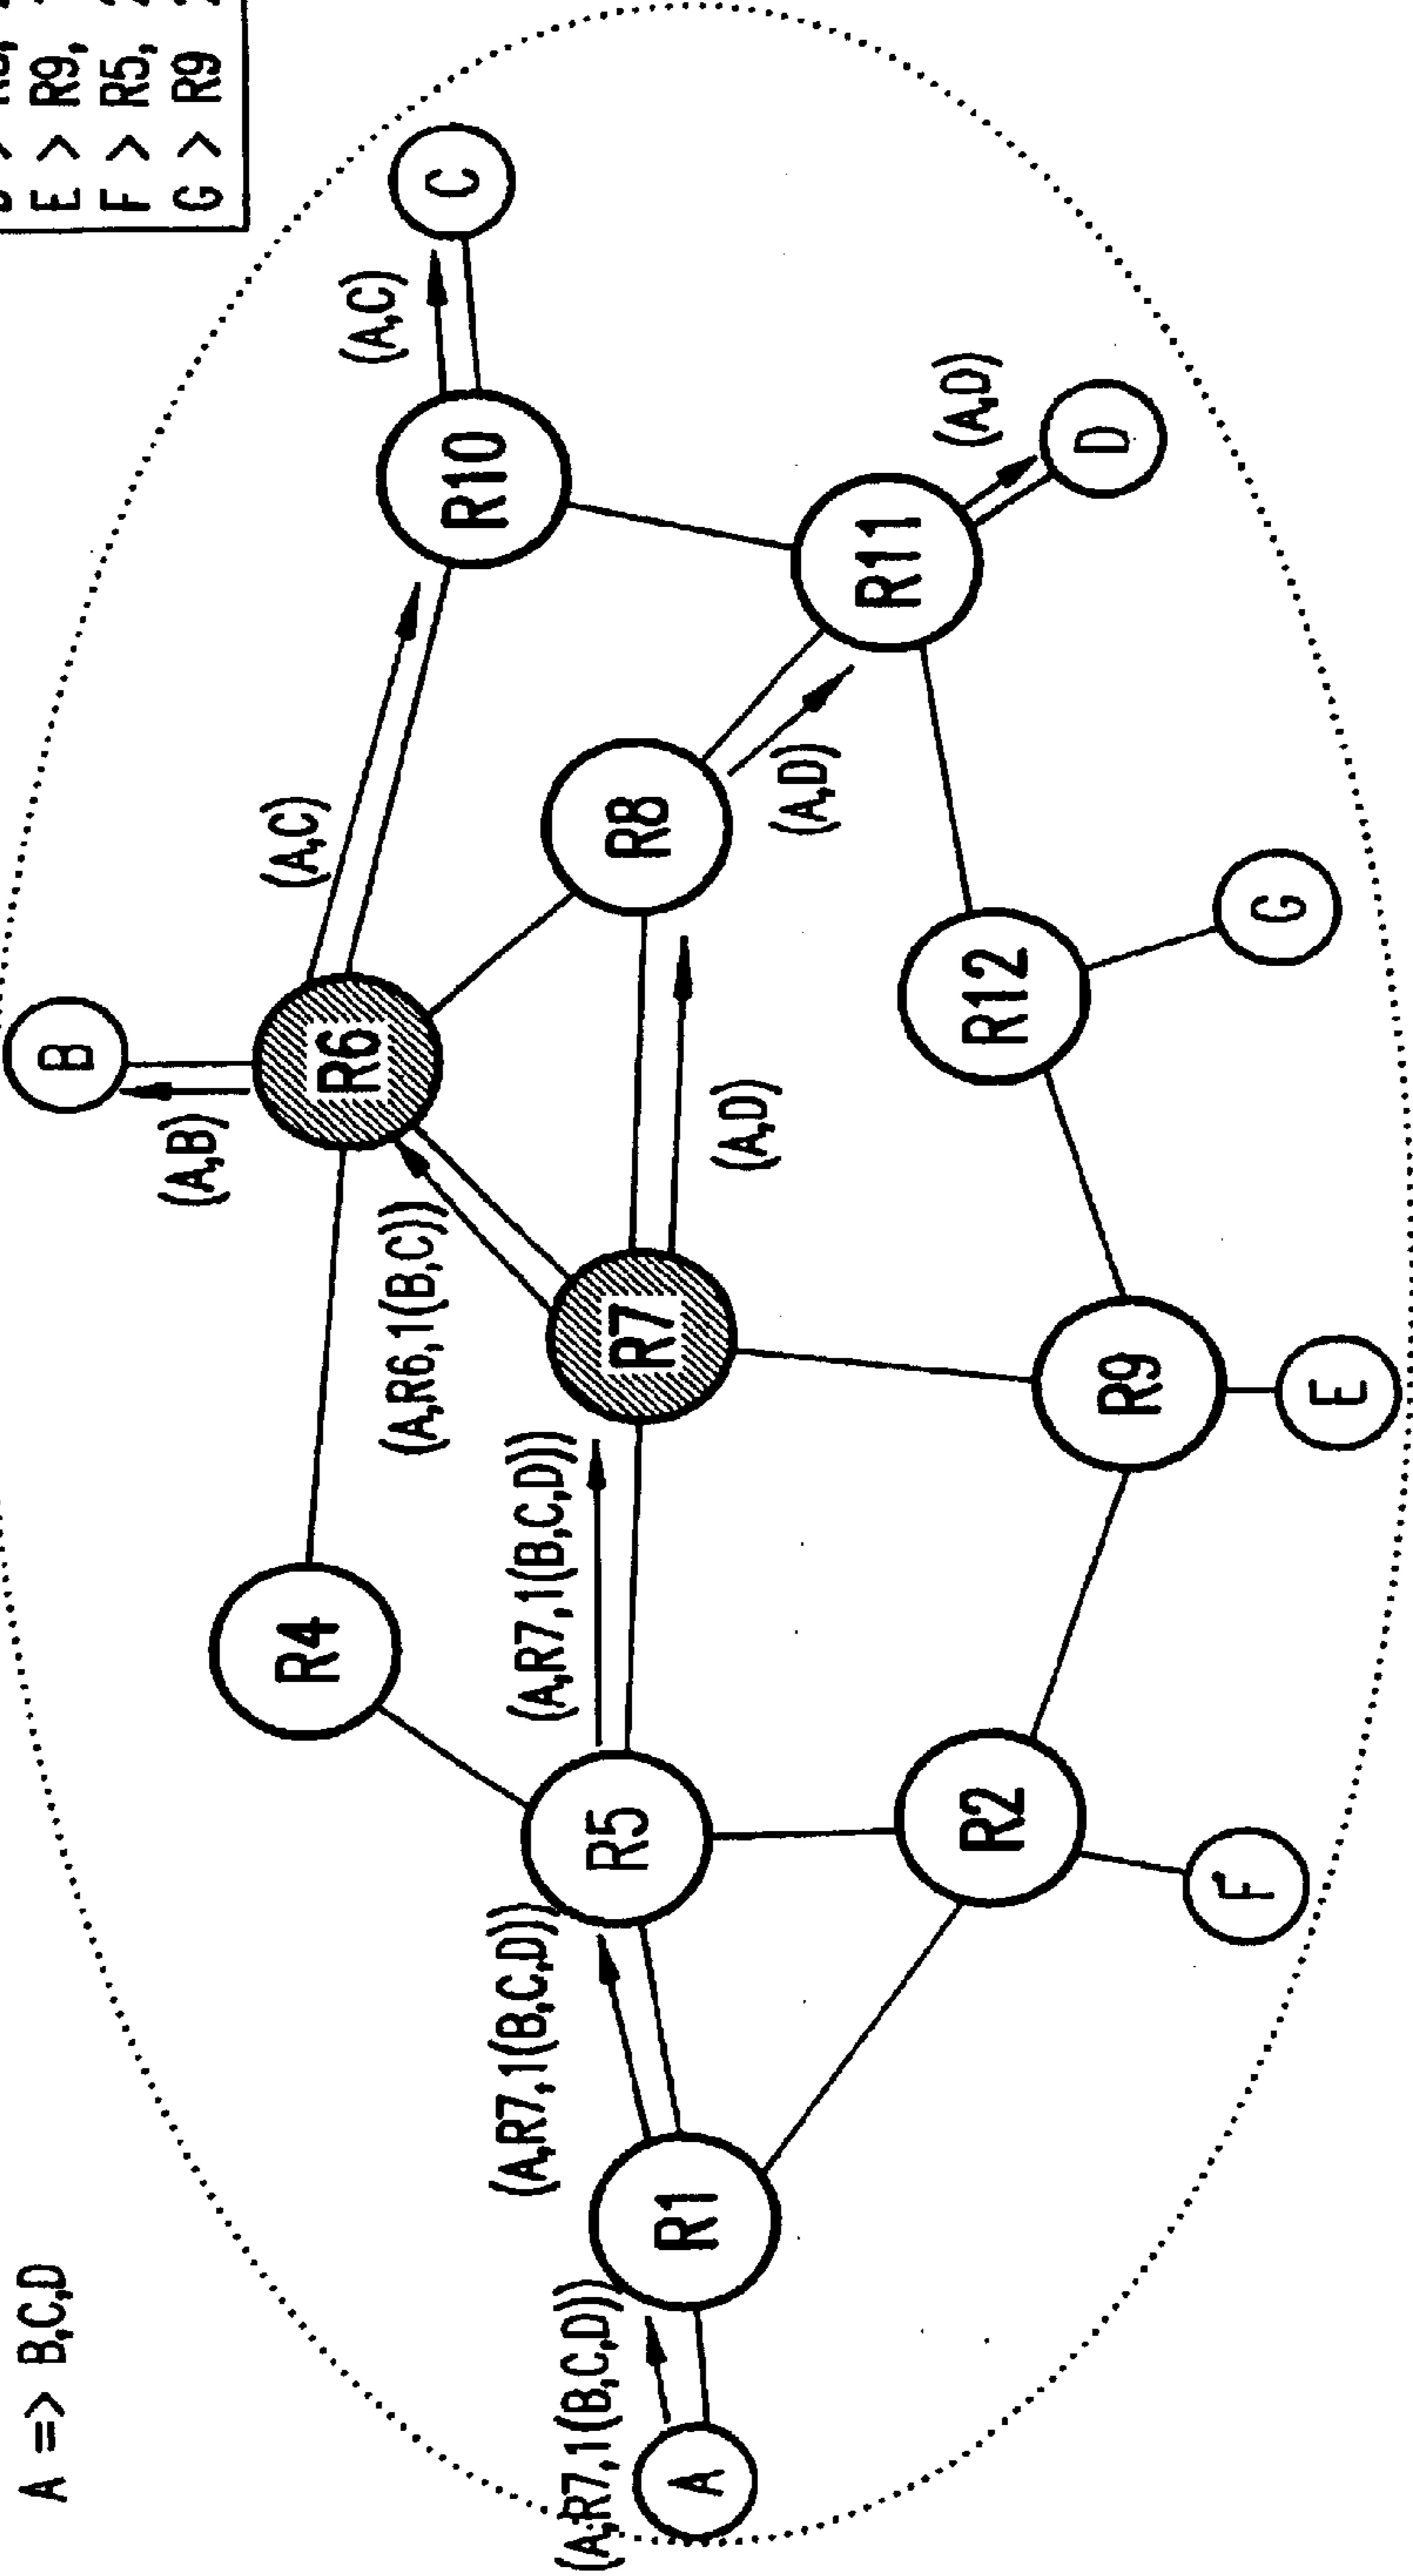 A => B,C,D
E > R9,
F > R5,
G > R9
B
(A,B)
(A,C)
(A,C)
C
R4
R6
R10
(A,R6,1(B,C))
(A,R7,1(B,C,D))
(A,R7,1(B,C,D))
(A,R7,1(B,C,D))
A
R1
R5
R7
R8
(A,D)
(A,D)
(A,D)
R11
D
R2
R9
R12
F
E
G